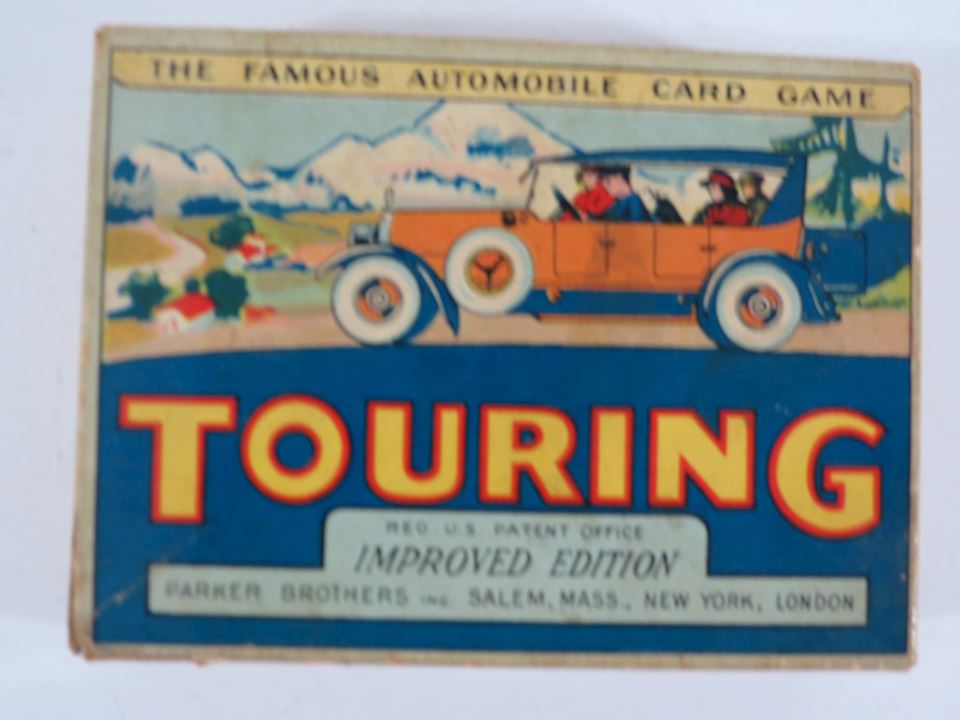 THE FAMOUS AUTOMOBILE CARD GAME
TOURING
REG. U.S. PATENT OFFICE
IMPROVED EDITION
PARKER BROTHERS INC. SALEM, MASS., NEW YORK, LONDON